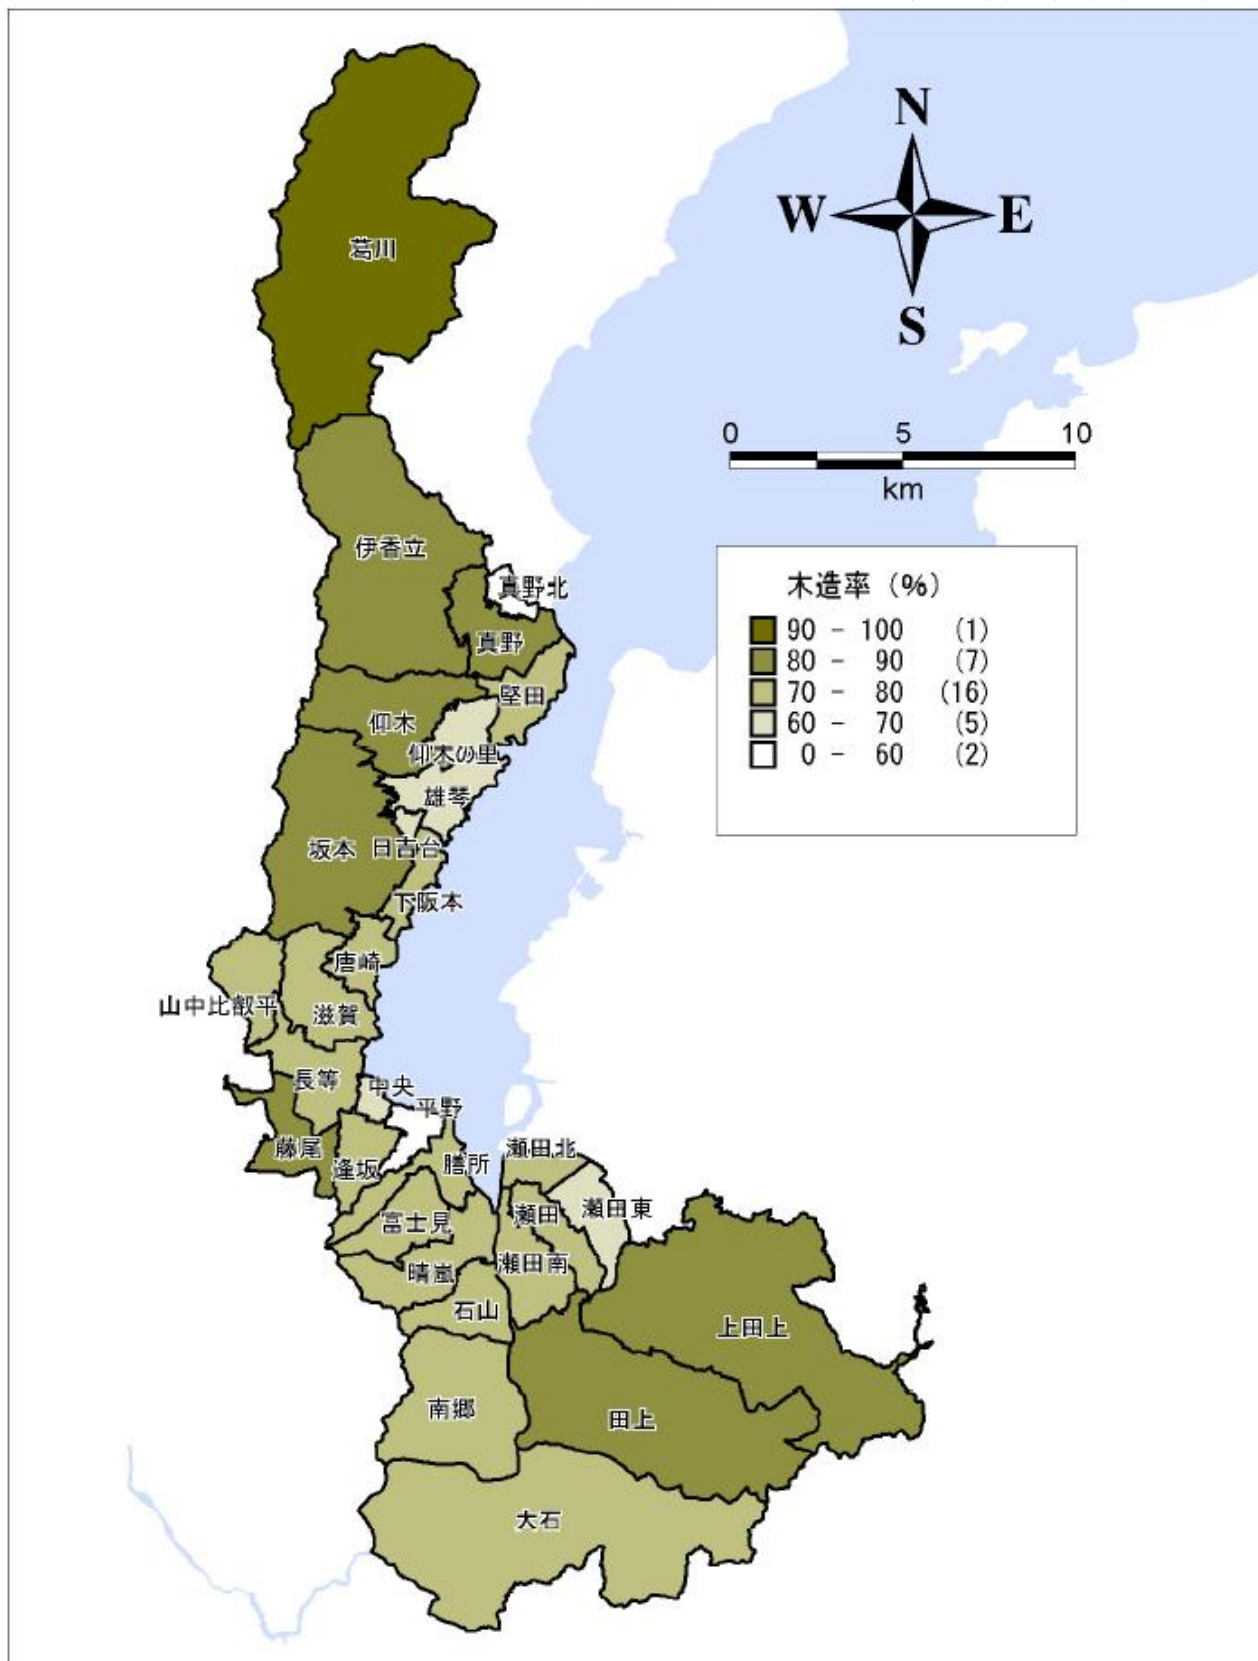 N
W E
S
0 5 10
km
木造率 (%)
90 - 100 (1)
80 - 90 (7)
70 - 80 (16)
60 - 70 (5)
0 - 60 (2)
葛川
伊香立
真野北
真野
堅田
仰木
仰木の里
雄琴
日吉台
坂本
下阪本
唐崎
山中比叡平
滋賀
長等
中央
平野
藤尾
逢坂
膳所
瀬田北
瀬田東
瀬田
富士見
瀬田南
晴嵐
石山
上田上
南郷
田上
大石